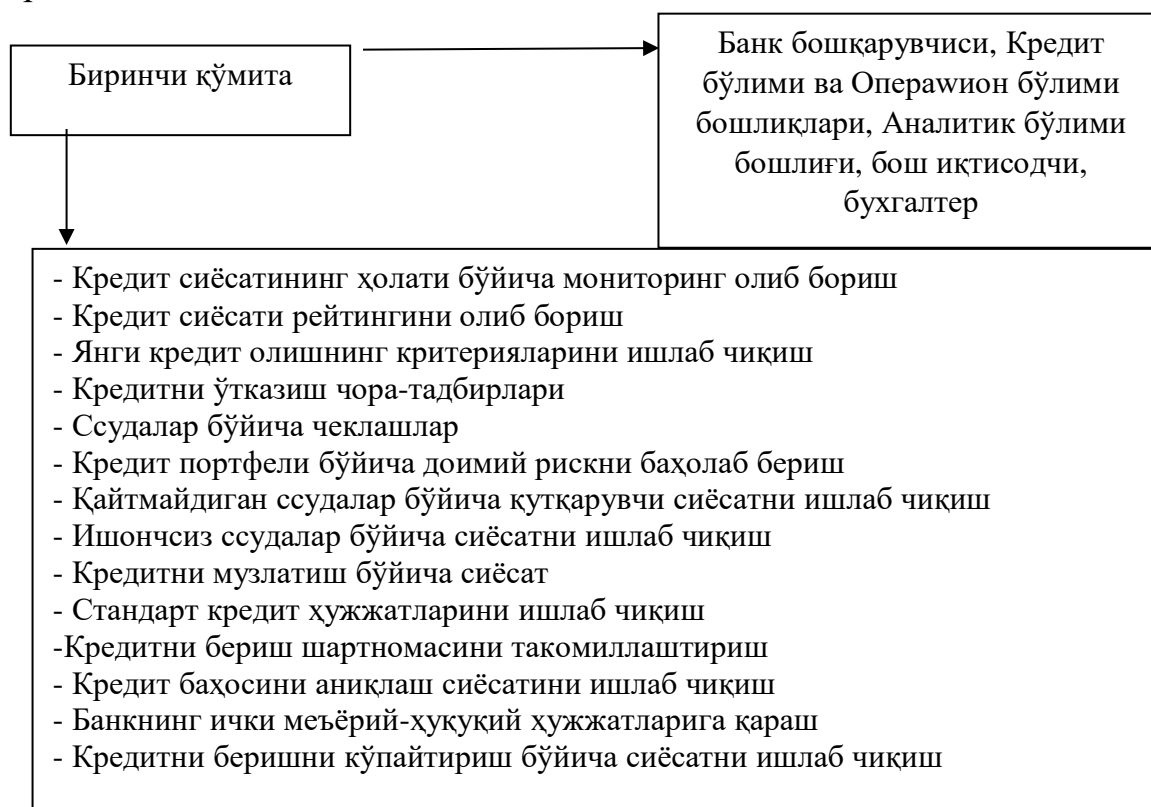 Биринчи қўмита
Банк бошқарувчиси, Кредит
бўлими ва Операwион бўлими
бошлиқлари, Аналитик бўлими
бошлиғи, бош иқтисодчи,
бухгалтер
- Кредит сиёсатининг ҳолати бўйича мониторинг олиб бориш
- Кредит сиёсати рейтингини олиб бориш
- Янги кредит олишнинг критерияларини ишлаб чиқиш
- Кредитни ўтказиш чора-тадбирлари
- Ссудалар бўйича чеклашлар
- Кредит портфели бўйича доимий рискни баҳолаб бериш
- Қайтмайдиган ссудалар бўйича қутқарувчи сиёсатни ишлаб чиқиш
- Ишончсиз ссудалар бўйича сиёсатни ишлаб чиқиш
- Кредитни музлатиш бўйича сиёсат
- Стандарт кредит ҳужжатларини ишлаб чиқиш
-Кредитни бериш шартномасини такомиллаштириш
- Кредит баҳосини аниқлаш сиёсатини ишлаб чиқиш
- Банкнинг ички меъёрий-ҳуқуқий ҳужжатларига қараш
- Кредитни беришни кўпайтириш бўйича сиёсатни ишлаб чиқиш